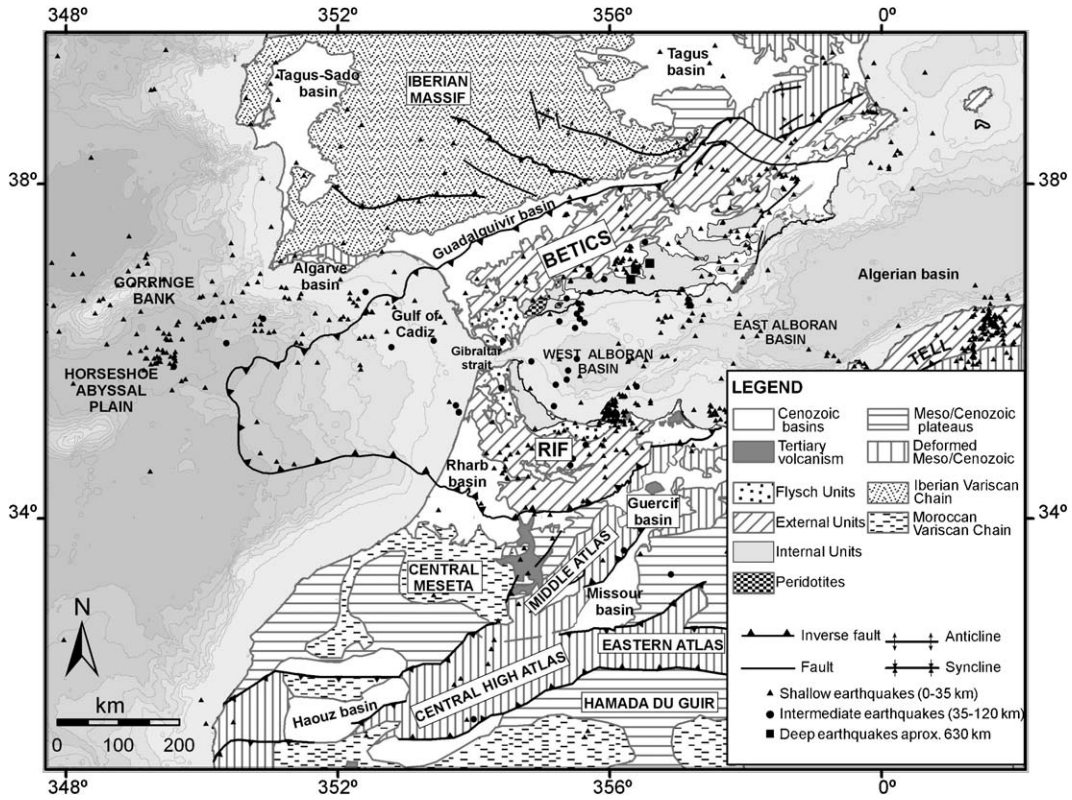 348º
352º
356º
0º
Tagus-Sado
basin
IBERIAN
MASSIF
Tagus
basin
38º
38º
Guadalquivir basin
BETICS
Algarve
basin
GORRINGE
BANK
Gulf of
Cadiz
Algerian basin
Gibraltar
strait
WEST ALBORAN
BASIN
EAST ALBORAN
BASIN
TELL
HORSESHOE
ABYSSAL
PLAIN
RIF
Rharb
basin
34º
34º
Guercif
basin
CENTRAL
MESETA
MIDDLE ATLAS
Missour
basin
EASTERN ATLAS
CENTRAL HIGH ATLAS
Haouz basin
HAMADA DU GUIR
N
km
0 100 200
LEGEND
Cenozoic
basins
Tertiary
volcanism
Flysch Units
External Units
Internal Units
Peridotites
Meso/Cenozoic
plateaus
Deformed
Meso/Cenozoic
Iberian Variscan
Chain
Moroccan
Variscan Chain
Inverse fault
Anticline
Fault
Syncline
Shallow earthquakes (0-35 km)
Intermediate earthquakes (35-120 km)
Deep earthquakes aprox. 630 km
348º
352º
356º
0º